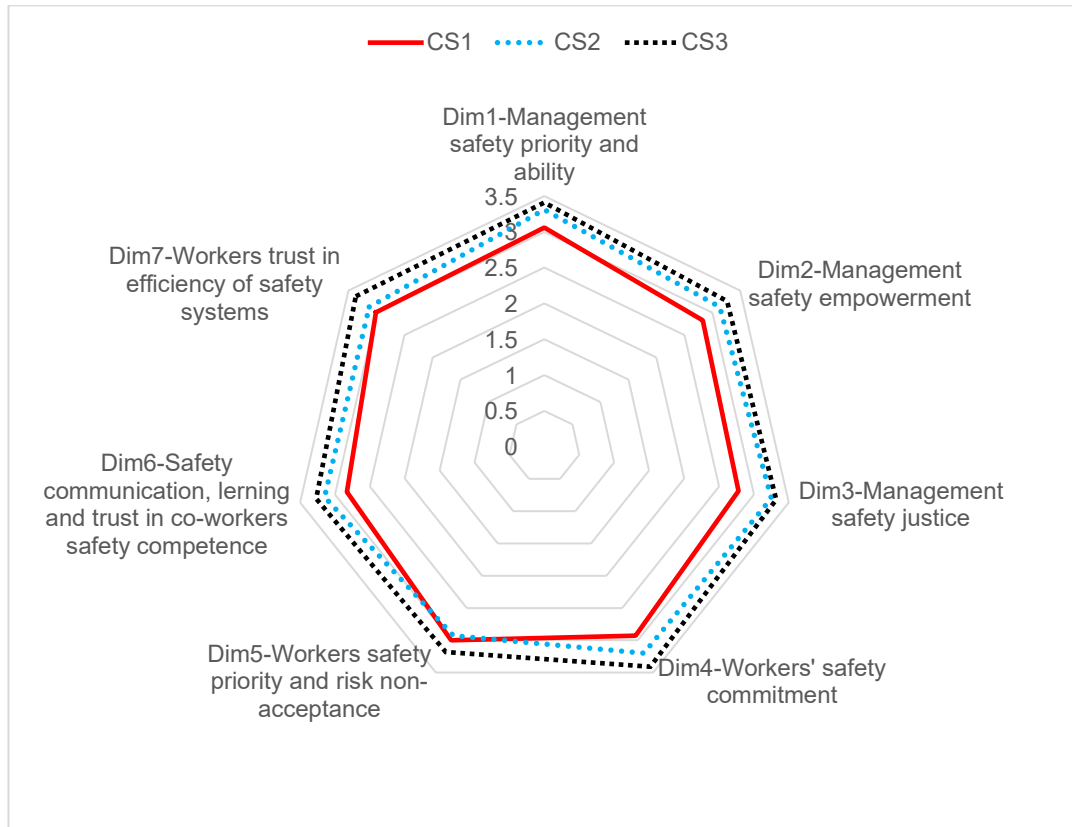 CS1 CS2 CS3
Dim1-Management
safety priority and
ability
3.5
3
2.5
2
1.5
1
0.5
0
Dim2-Management
safety empowerment
Dim3-Management
safety justice
Dim4-Workers' safety
commitment
Dim5-Workers safety
priority and risk non-
acceptance
Dim6-Safety
communication, lerning
and trust in co-workers
safety competence
Dim7-Workers trust in
efficiency of safety
systems